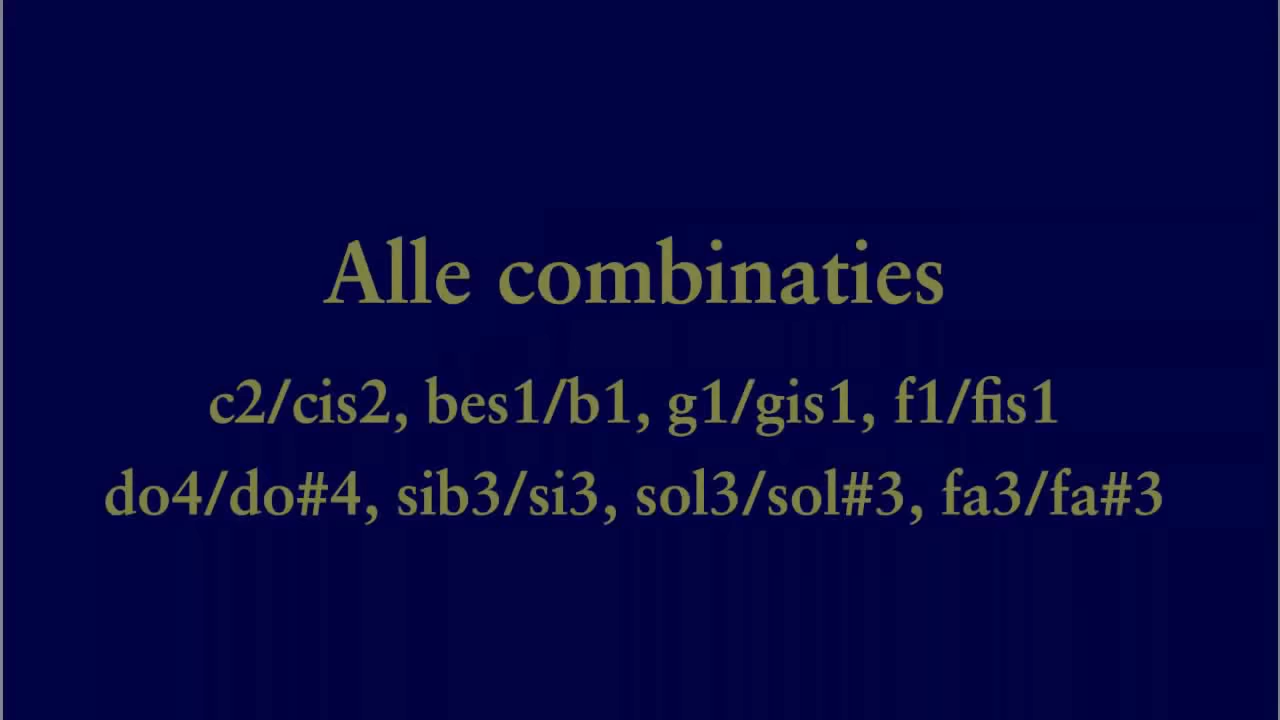 Alle combinaties
c2/cis2, bes1/b1, g1/gis1, f1/fis1
do4/do#4, sib3/si3, sol3/sol#3, fa3/fa#3